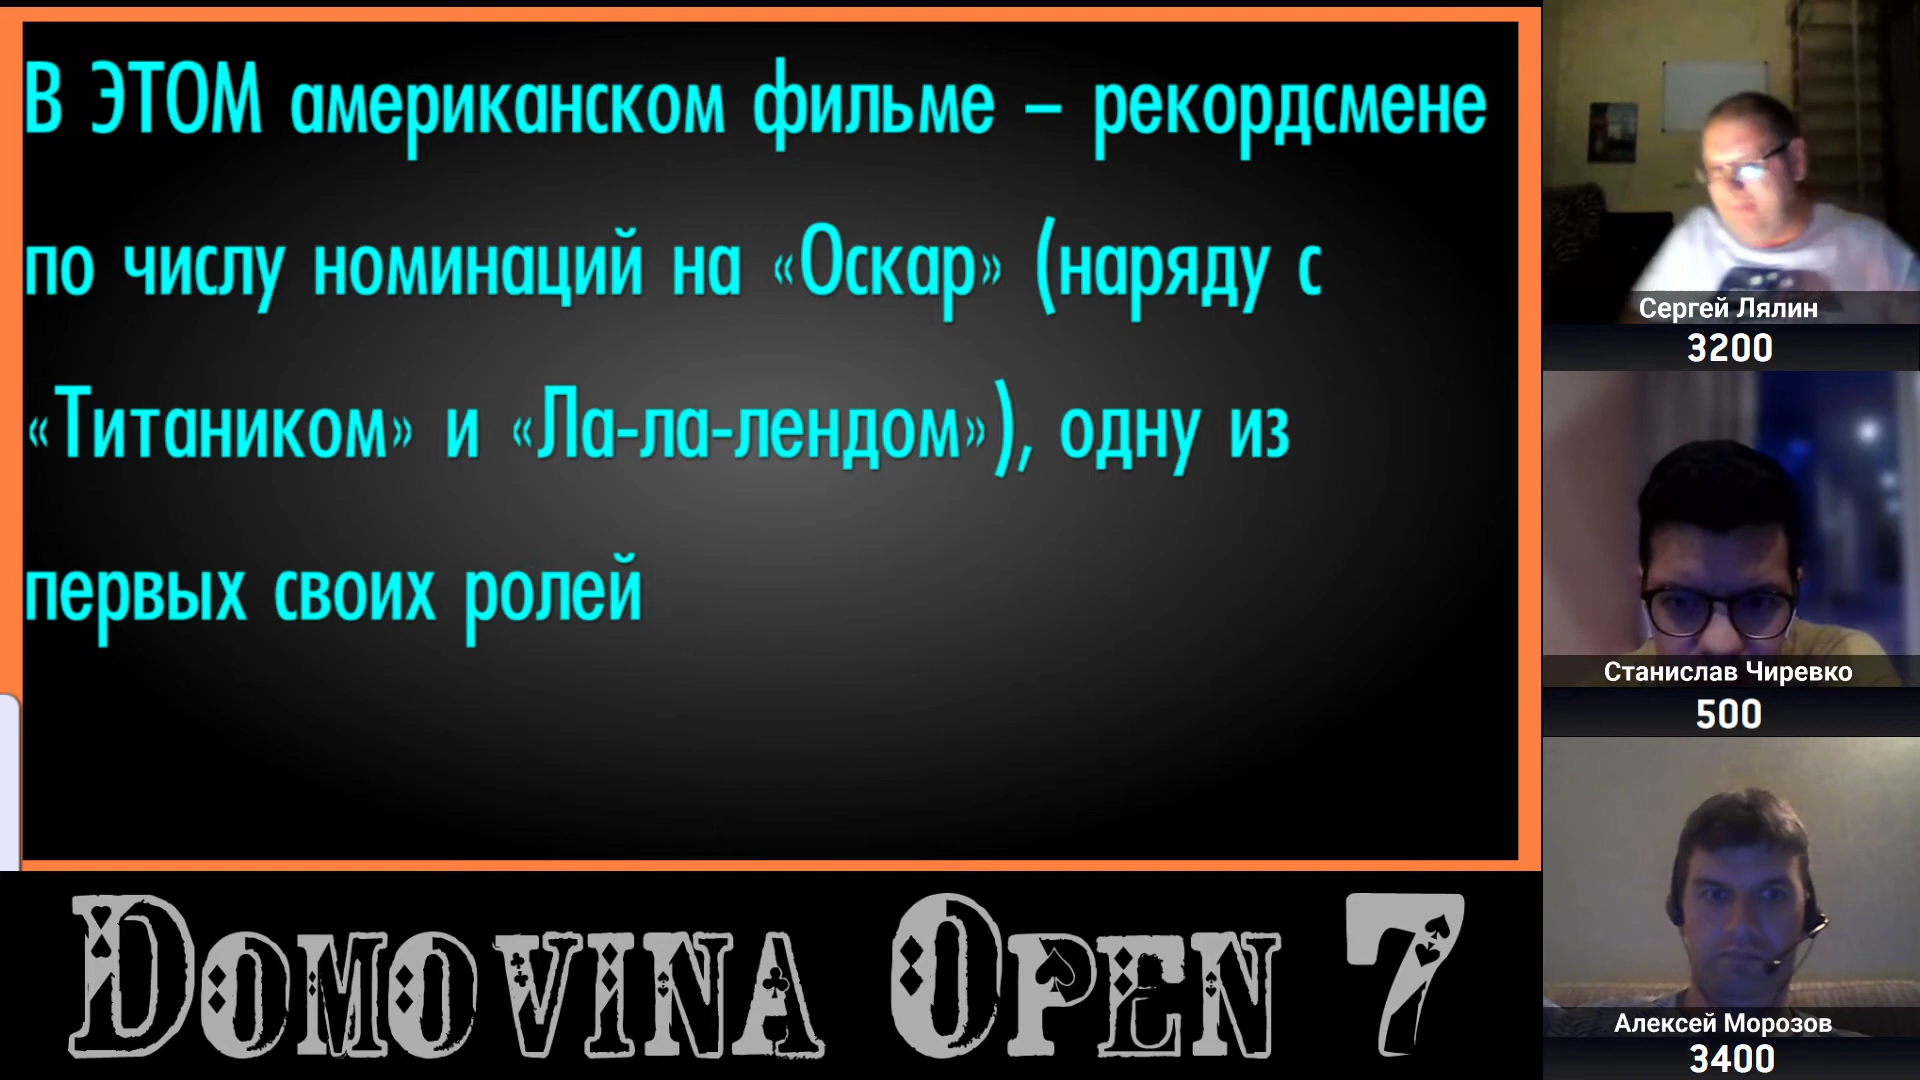 В ЭТОМ американском фильме – рекордсмене
по числу номинаций на «Оскар» (наряду с
«Титаником» и «Ла-ла-лендом»), одну из
первых своих ролей
Сергей Лялин
3200
Станислав Чиревко
500
Алексей Морозов
3400
DOMOVINA OPEN 7